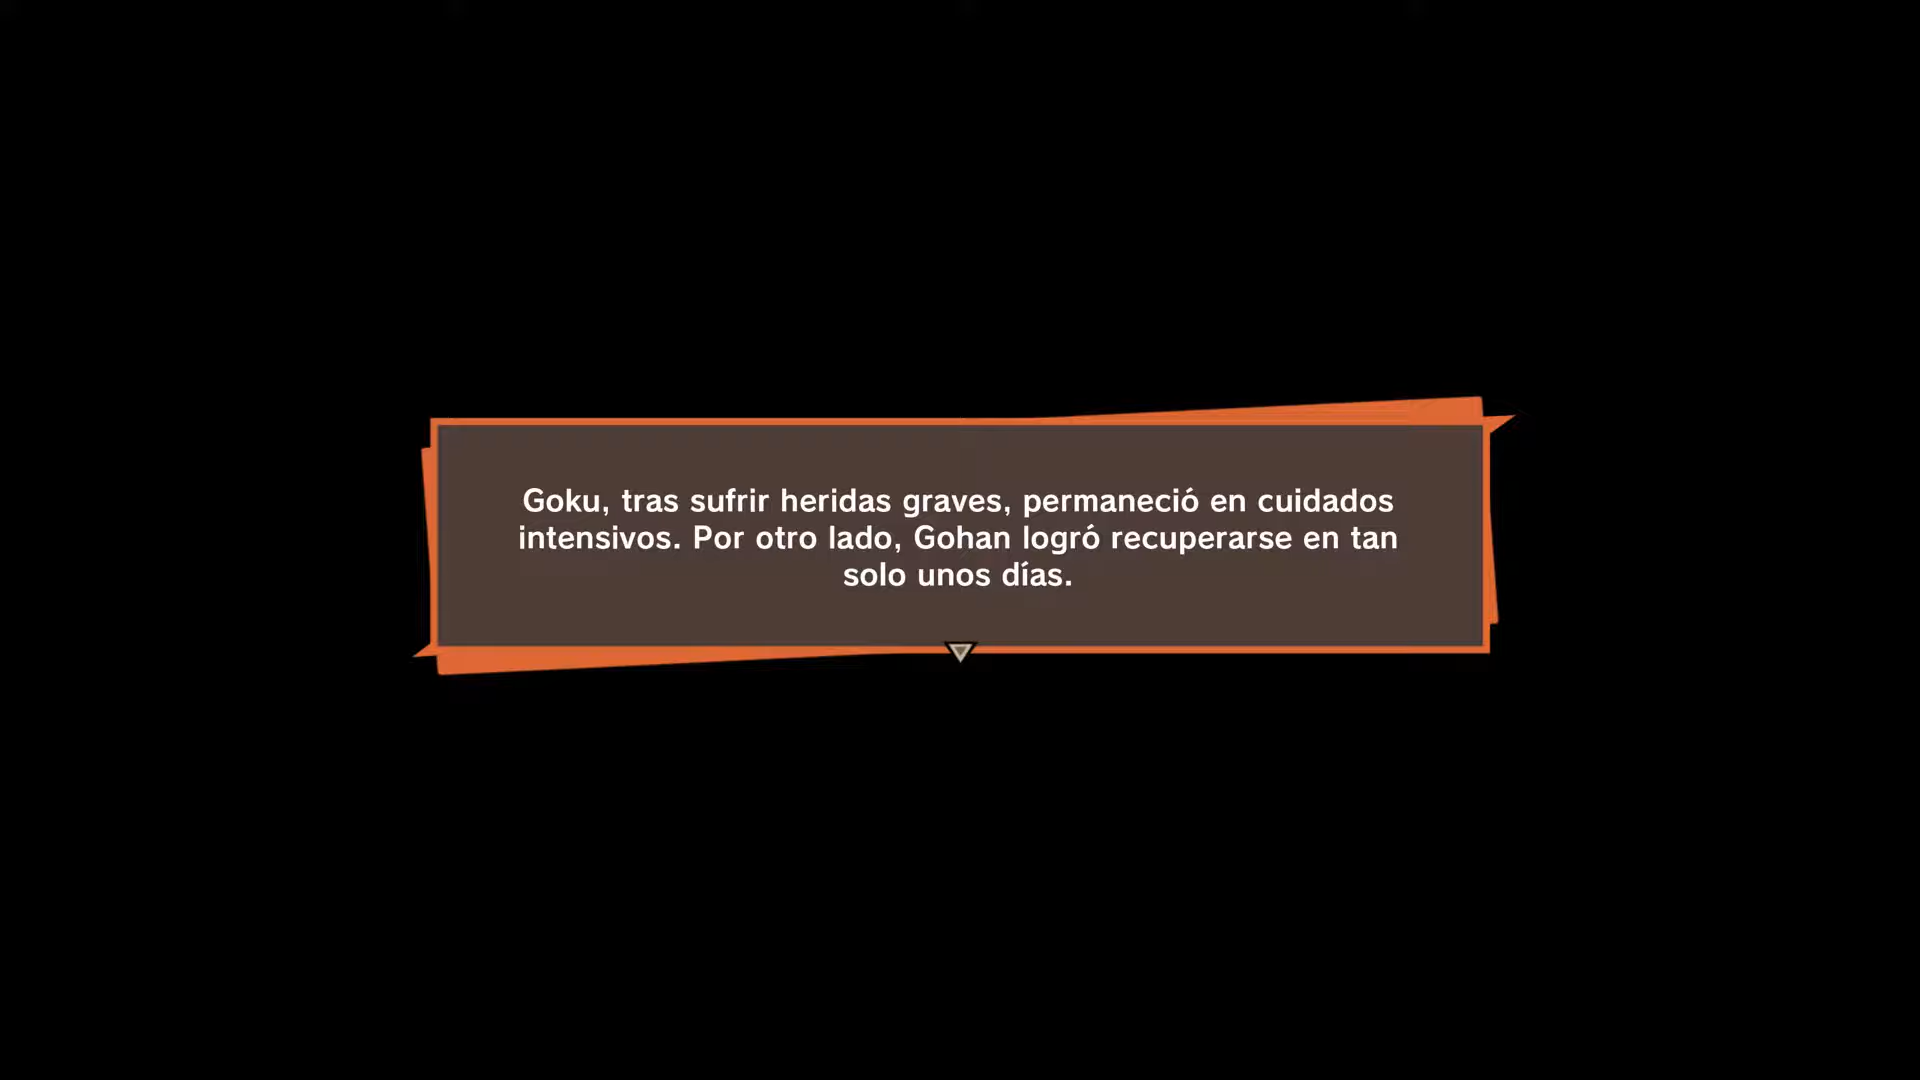 Goku, tras sufrir heridas graves, permaneció en cuidados
intensivos. Por otro lado, Gohan logró recuperarse en tan
solo unos días.